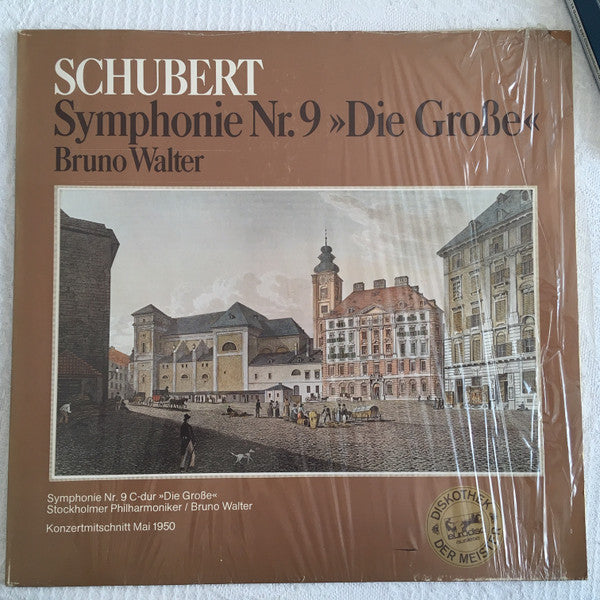 SCHUBERT
Symphonie Nr. 9 »Die Große«
Bruno Walter
Symphonie Nr. 9 C-dur »Die Große«
Stockholmer Philharmoniker / Bruno Walter
Konzertmitschnitt Mai 1950
DISKOTHEK
eurodisc
DER MEISTER